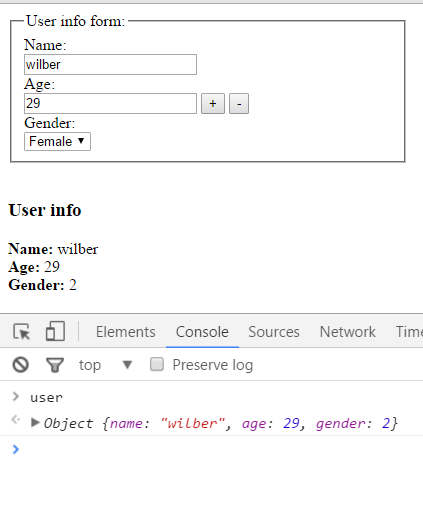 User info form:
Name:
wilber
Age:
29 + -
Gender:
Female
User info
Name: wilber
Age: 29
Gender: 2
Elements Console Sources Network Time
top Preserve log
user
Object {name: "wilber", age: 29, gender: 2}